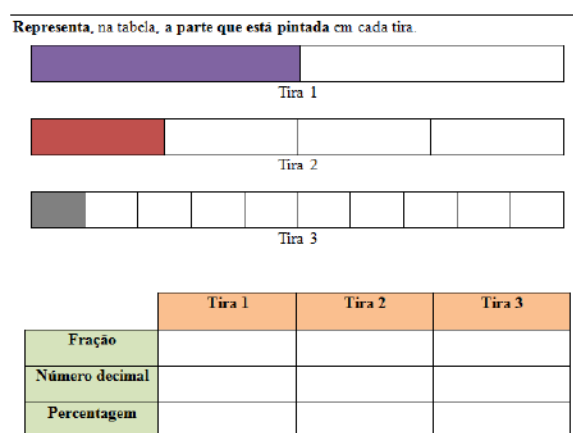 Representa, na tabela, a parte que está pintada em cada tira.
Tira 1
Tira 2
Tira 3
Tira 1 Tira 2 Tira 3
Fração
Número decimal
Percentagem